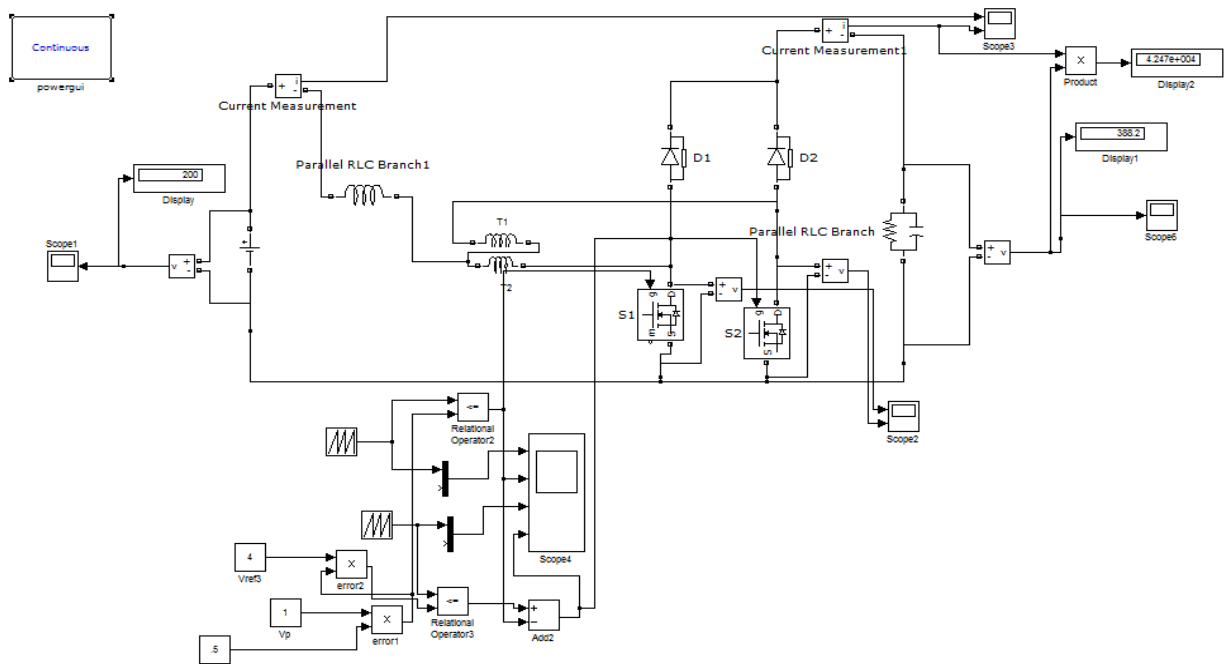 Continuous
powergui
i
+
-
Current Measurement
i
+
-
Current Measurement1
Scope3
X
Product
4.247e+004
Display2
388.2
Display1
200
Display
Parallel RLC Branch1
D1
D2
T1
T2
Parallel RLC Branch
Scope6
Scope1
v
+
-
+
-
v
+
-
v
+
-
v
g
D
S1
m
S
g
D
S2
S
Scope2
<=
Relational
Operator2
Scope4
4
Vref3
X
error2
1
Vp
X
error1
.5
<=
Relational
Operator3
+
−
Add2